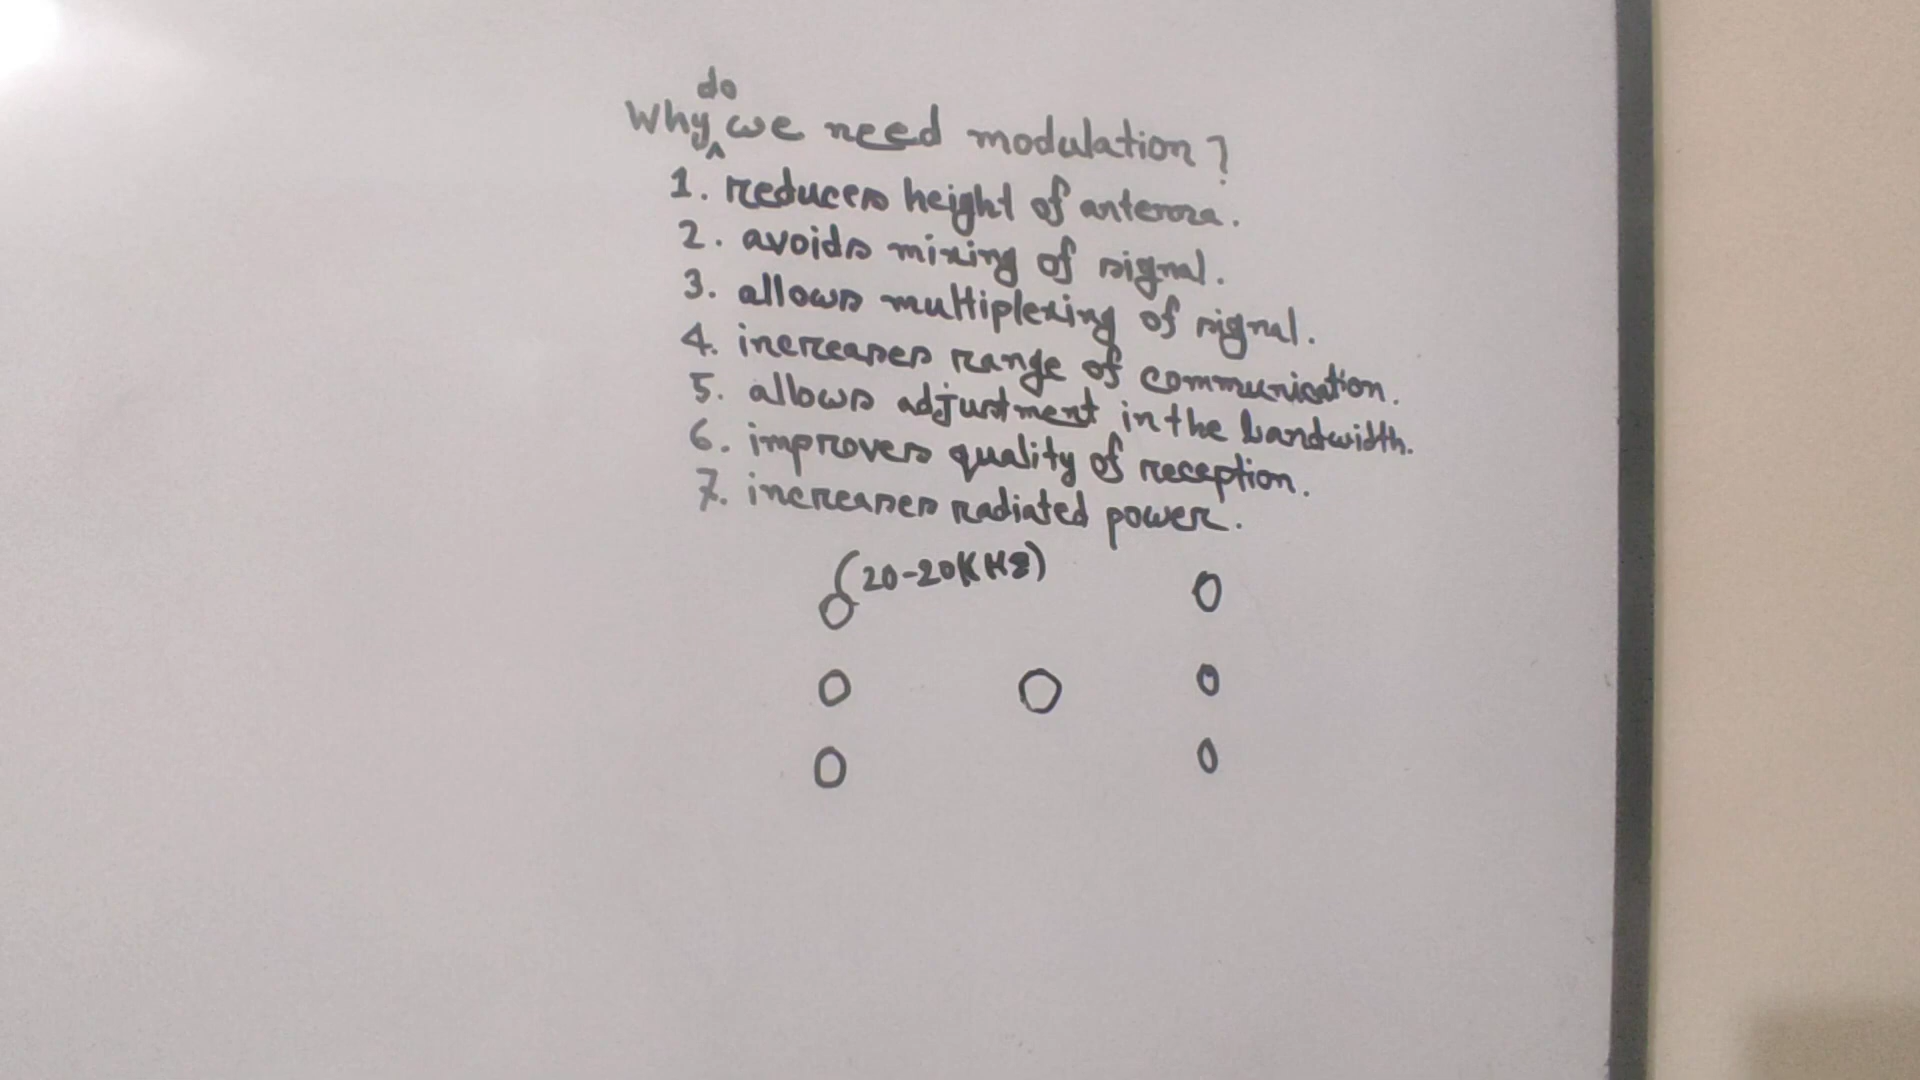 Why do we need modulation?
1. reduces height of antenna.
2. avoids mixing of signal.
3. allows multiplexing of signal.
4. increases range of communication.
5. allows adjustment in the bandwidth.
6. improves quality of reception.
7. increases radiated power.
(20-20KHz)